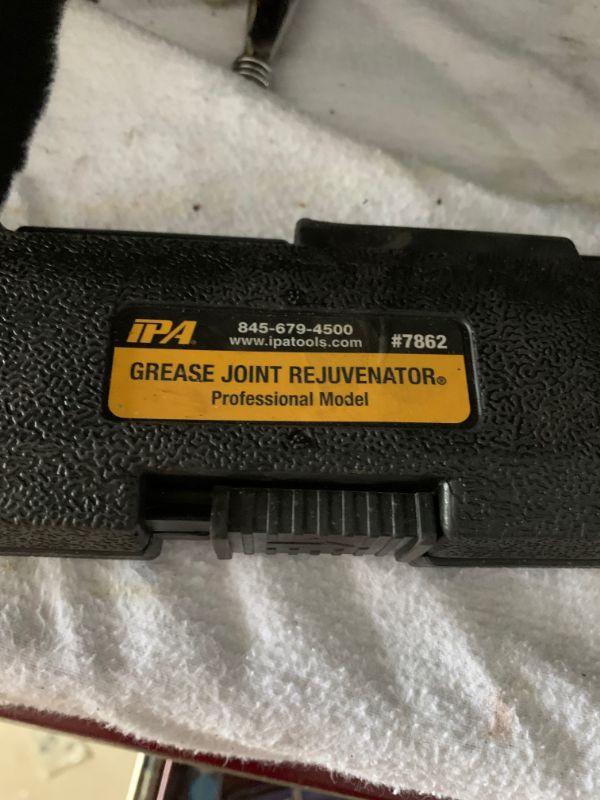 IPA® 845-679-4500
www.ipatools.com #7862
GREASE JOINT REJUVENATOR®
Professional Model